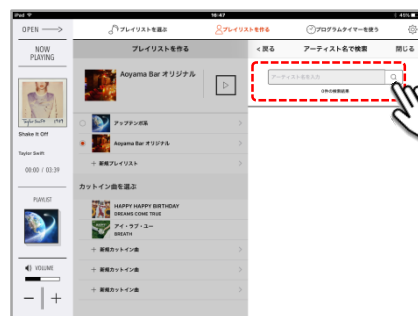 iPad
16:47
45%
OPEN
プレイリストを選ぶ
プレイリストを作る
プログラムタイマーを使う
NOW
PLAYING
プレイリストを作る
< 戻る
アーティスト名で検索
閉じる
Aoyama Bar オリジナル
アーティスト名を入力
0件の検索結果
Taylor Swift 1989
Shake It Off
Taylor Swift
00:00 / 03:39
アップテンポ系
Aoyama Bar オリジナル
+ 新規プレイリスト
カットイン曲を選ぶ
PLAYLIST
HAPPY HAPPY BIRTHDAY
DREAMS COME TRUE
アイ・ラブ・ユー
BREATH
+ 新規カットイン曲
+ 新規カットイン曲
+ 新規カットイン曲
VOLUME